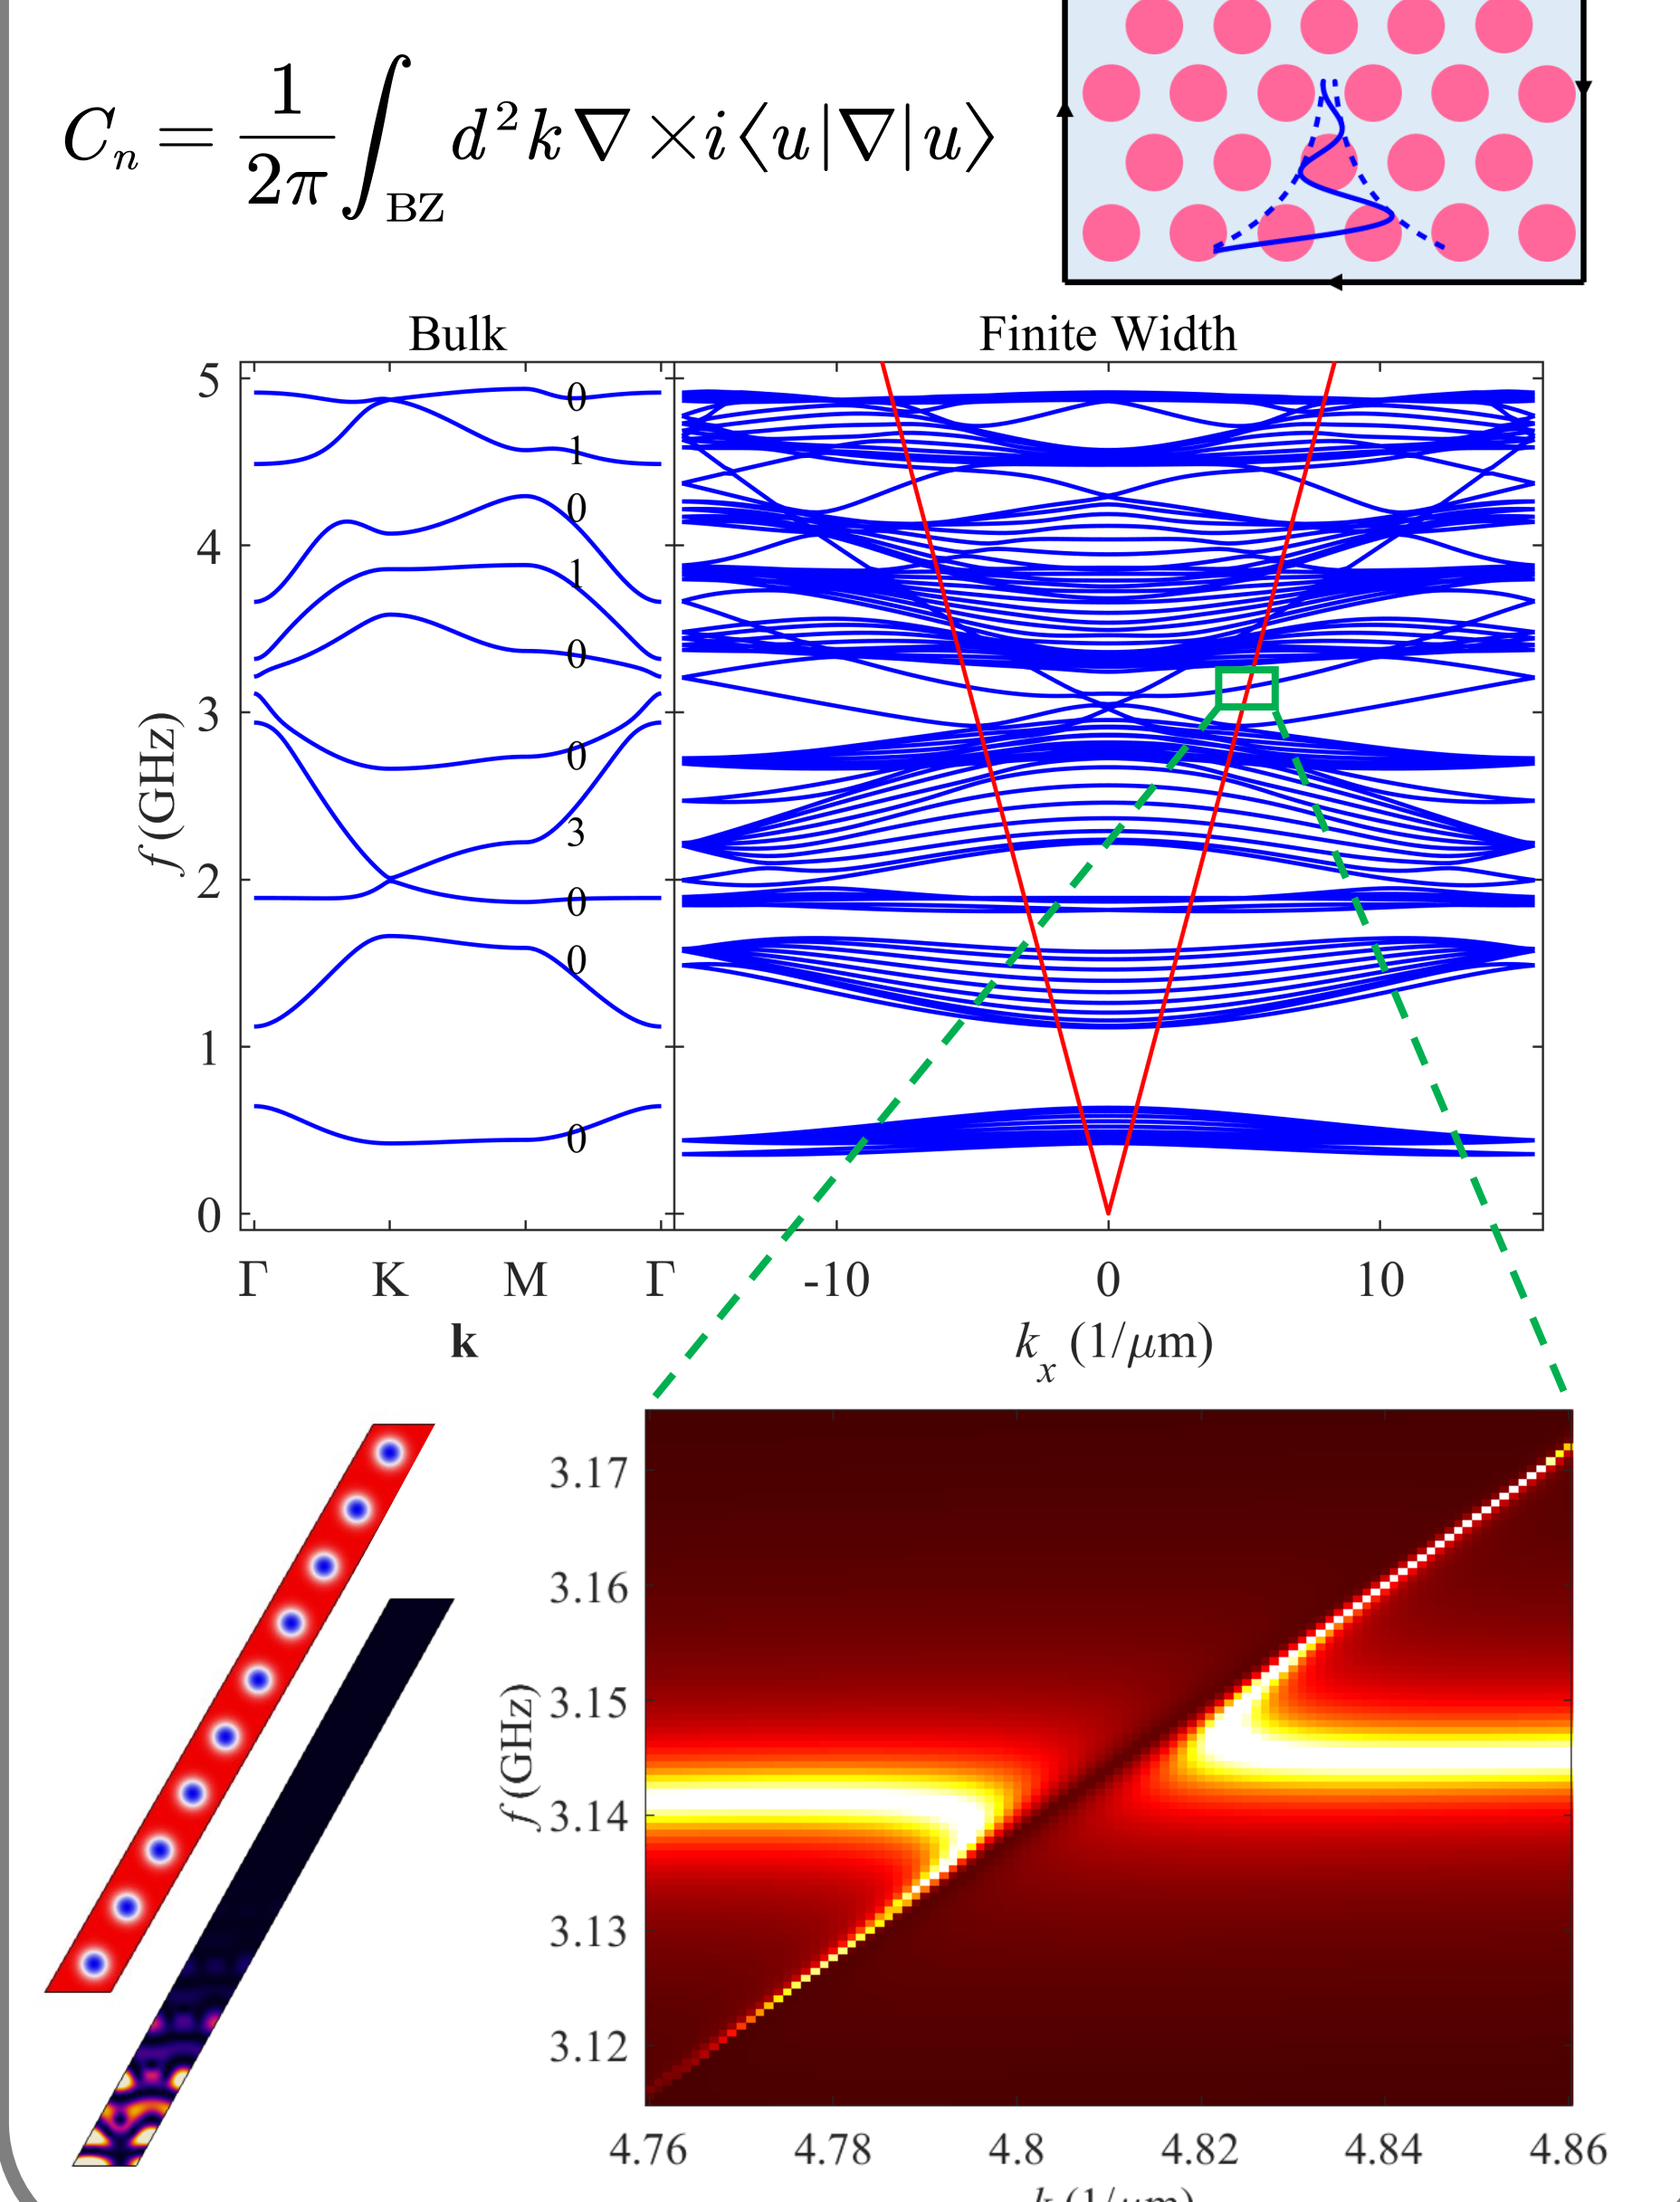 C_n = 1/2π ∫_BZ d²k ∇ × i⟨u|∇|u⟩
Bulk
Finite Width
f (GHz)
5
4
3
2
1
0
0
1
0
1
0
0
3
0
0
0
Γ K M Γ
k
-10 0 10
k_x (1/μm)
f (GHz)
3.17
3.16
3.15
3.14
3.13
3.12
4.76 4.78 4.8 4.82 4.84 4.86